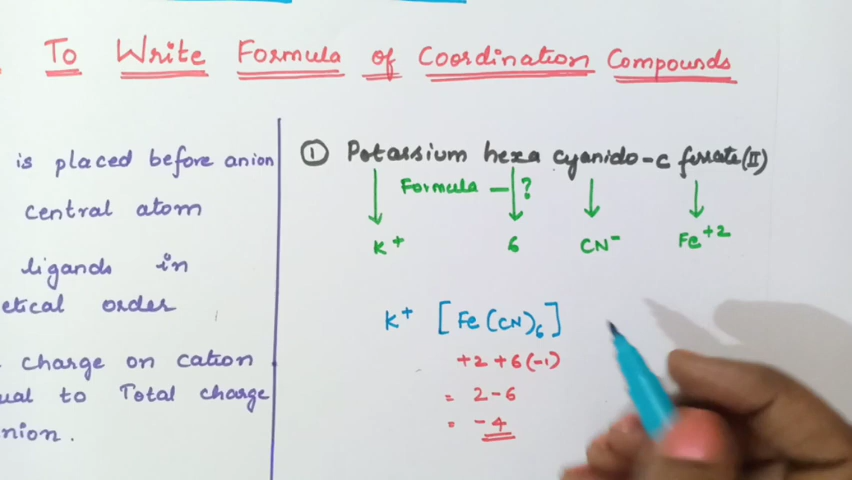 To Write Formula of Coordination Compounds
is placed before anion
central atom
ligands in
etical order
charge on cation
ual to Total charge
nion.
① Potassium hexa cyanido-c ferrate (II)
Formula — ?
K⁺ 6 CN⁻ Fe⁺²
K⁺ [Fe(CN)₆]
+2 +6(-1)
= 2-6
= -4